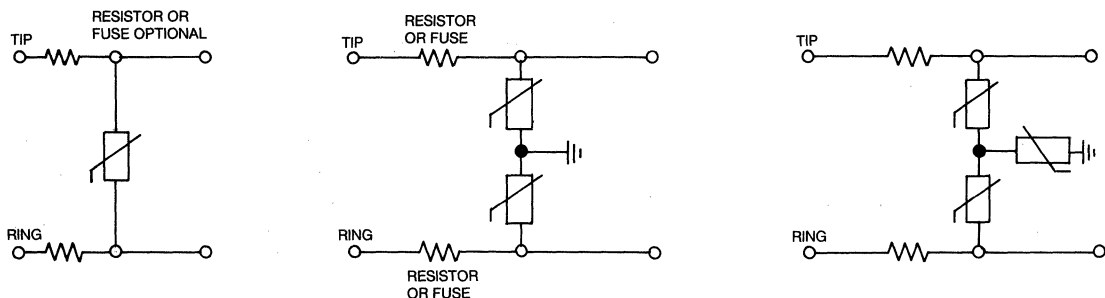 RESISTOR OR
FUSE OPTIONAL
TIP
RING
RESISTOR
OR FUSE
TIP
RING
RESISTOR
OR FUSE
TIP
RING